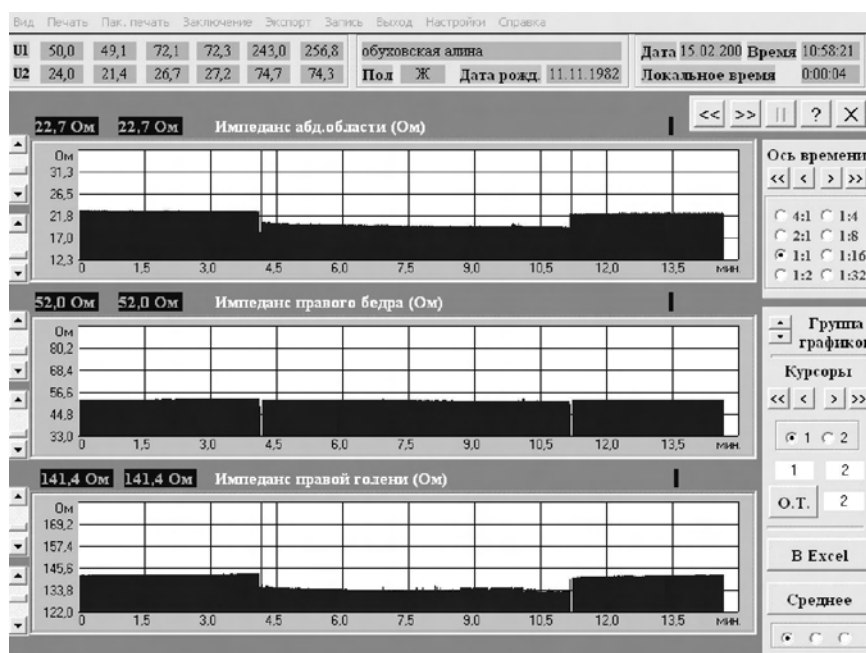 Вид Печать Пак. печать Заключение Экспорт Запись Выход Настройки Справка
U1 50,0 49,1 72,1 72,3 243,0 256,8 обуховская алина Дата 15.02.200 Время 10:58:21
U2 24,0 21,4 26,7 27,2 74,7 74,3 Пол Ж Дата рожд. 11.11.1982 Локальное время 0:00:04
<< >> || ? X
22,7 Ом 22,7 Ом Импеданс абд.области (Ом)
Ом
31,3
26,5
21,8
17,0
12,3
0 1,5 3,0 4,5 6,0 7,5 9,0 10,5 12,0 13,5 мин.
52,0 Ом 52,0 Ом Импеданс правого бедра (Ом)
Ом
80,2
68,4
56,6
44,8
33,0
0 1,5 3,0 4,5 6,0 7,5 9,0 10,5 12,0 13,5 мин.
141,4 Ом 141,4 Ом Импеданс правой голени (Ом)
Ом
169,2
157,4
145,6
133,8
122,0
0 1,5 3,0 4,5 6,0 7,5 9,0 10,5 12,0 13,5 мин.
Ось времени
<< < > >>
4:1 1:4
2:1 1:8
1:1 1:16
1:2 1:32
Группа
графиков
Курсоры
<< < > >>
1 2
1 2
О.Т. 2
В Excel
Среднее